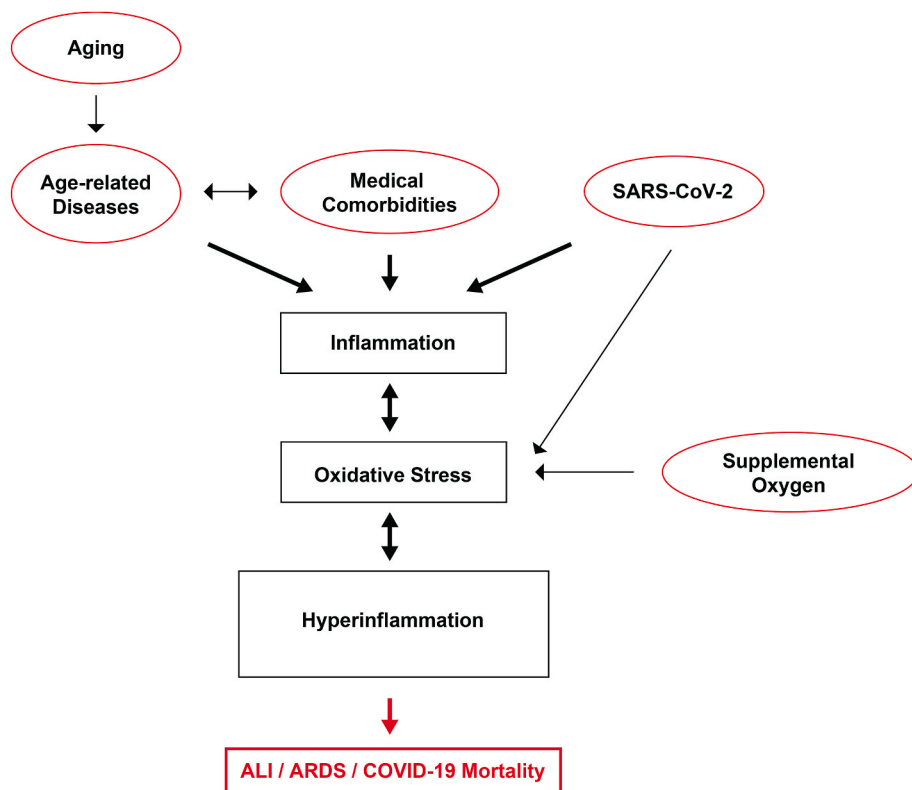 Aging
Age-related
Diseases
Medical
Comorbidities
SARS-CoV-2
Inflammation
Oxidative Stress
Supplemental
Oxygen
Hyperinflammation
ALI / ARDS / COVID-19 Mortality